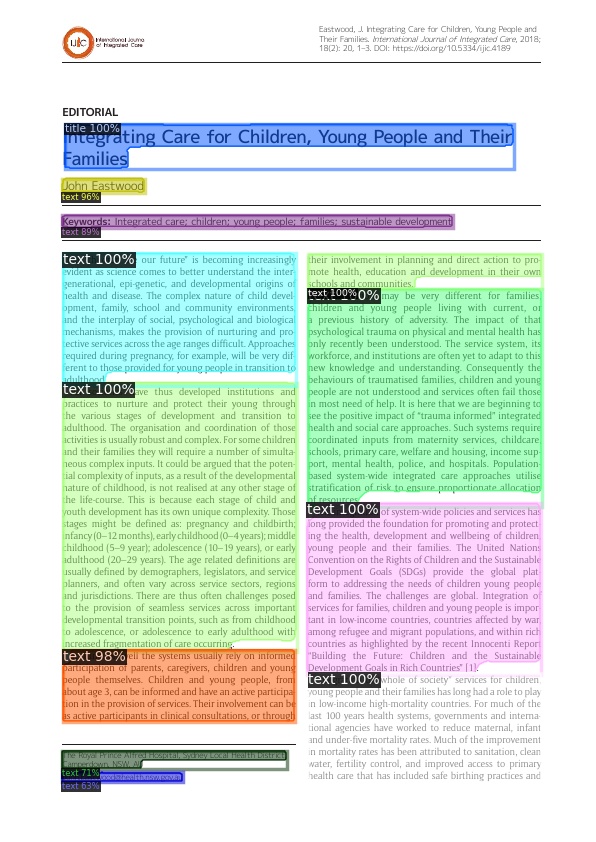 International Journal
of Integrated Care
Eastwood, J. Integrating Care for Children, Young People and
Their Families. International Journal of Integrated Care, 2018;
18(2): 20, 1–3. DOI: https://doi.org/10.5334/ijic.4189
EDITORIAL
title 100%
Integrating Care for Children, Young People and Their
Families
John Eastwood
text 96%
Keywords: Integrated care; children; young people; families; sustainable development
text 89%
text 100% our future" is becoming increasingly
evident as science comes to better understand the inter-
generational, epi-genetic, and developmental origins of
health and disease. The complex nature of child devel-
opment, family, school and community environments,
and the interplay of social, psychological and biological
mechanisms, makes the provision of nurturing and pro-
tective services across the age ranges difficult. Approaches
required during pregnancy, for example, will be very dif-
ferent to those provided for young people in transition to
adulthood.
text 100% have thus developed institutions and
practices to nurture and protect their young through
the various stages of development and transition to
adulthood. The organisation and coordination of those
activities is usually robust and complex. For some children
and their families they will require a number of simulta-
neous complex inputs. It could be argued that the poten-
tial complexity of inputs, as a result of the developmental
nature of childhood, is not realised at any other stage of
the life-course. This is because each stage of child and
youth development has its own unique complexity. Those
stages might be defined as: pregnancy and childbirth;
infancy (0–12 months), early childhood (0–4 years); middle
childhood (5–9 year); adolescence (10–19 years), or early
adulthood (20–29 years). The age related definitions are
usually defined by demographers, legislators, and service
planners, and often vary across service sectors, regions
and jurisdictions. There are thus often challenges posed
to the provision of seamless services across important
developmental transition points, such as from childhood
to adolescence, or adolescence to early adulthood with
increased fragmentation of care occurring.
text 98% well the systems usually rely on informed
participation of parents, caregivers, children and young
people themselves. Children and young people, from
about age 3, can be informed and have an active participa-
tion in the provision of services. Their involvement can be
as active participants in clinical consultations, or through
The Royal Prince Alfred Hospital, Sydney Local Health District,
Camperdown, NSW, AU
text 71%
text 63%
their involvement in planning and direct action to pro-
mote health, education and development in their own
schools and communities.
text 100% text 100% may be very different for families,
children and young people living with current, or
a previous history of adversity. The impact of that
psychological trauma on physical and mental health has
only recently been understood. The service system, its
workforce, and institutions are often yet to adapt to this
new knowledge and understanding. Consequently the
behaviours of traumatised families, children and young
people are not understood and services often fail those
in most need of help. It is here that we are beginning to
see the positive impact of "trauma informed" integrated
health and social care approaches. Such systems require
coordinated inputs from maternity services, childcare,
schools, primary care, welfare and housing, income sup-
port, mental health, police, and hospitals. Population-
based system-wide integrated care approaches utilise
stratification of risk to ensure proportionate allocation
of resources.
text 100% of system-wide policies and services has
long provided the foundation for promoting and protect-
ing the health, development and wellbeing of children,
young people and their families. The United Nations
Convention on the Rights of Children and the Sustainable
Development Goals (SDGs) provide the global plat-
form to addressing the needs of children young people
and families. The challenges are global. Integration of
services for families, children and young people is impor-
tant in low-income countries, countries affected by war,
among refugee and migrant populations, and within rich
countries as highlighted by the recent Innocenti Report
"Building the Future: Children and the Sustainable
Development Goals in Rich Countries" [1].
text 100% whole of society" services for children,
young people and their families has long had a role to play
in low-income high-mortality countries. For much of the
last 100 years health systems, governments and interna-
tional agencies have worked to reduce maternal, infant
and under-five mortality rates. Much of the improvement
in mortality rates has been attributed to sanitation, clean
water, fertility control, and improved access to primary
health care that has included safe birthing practices and